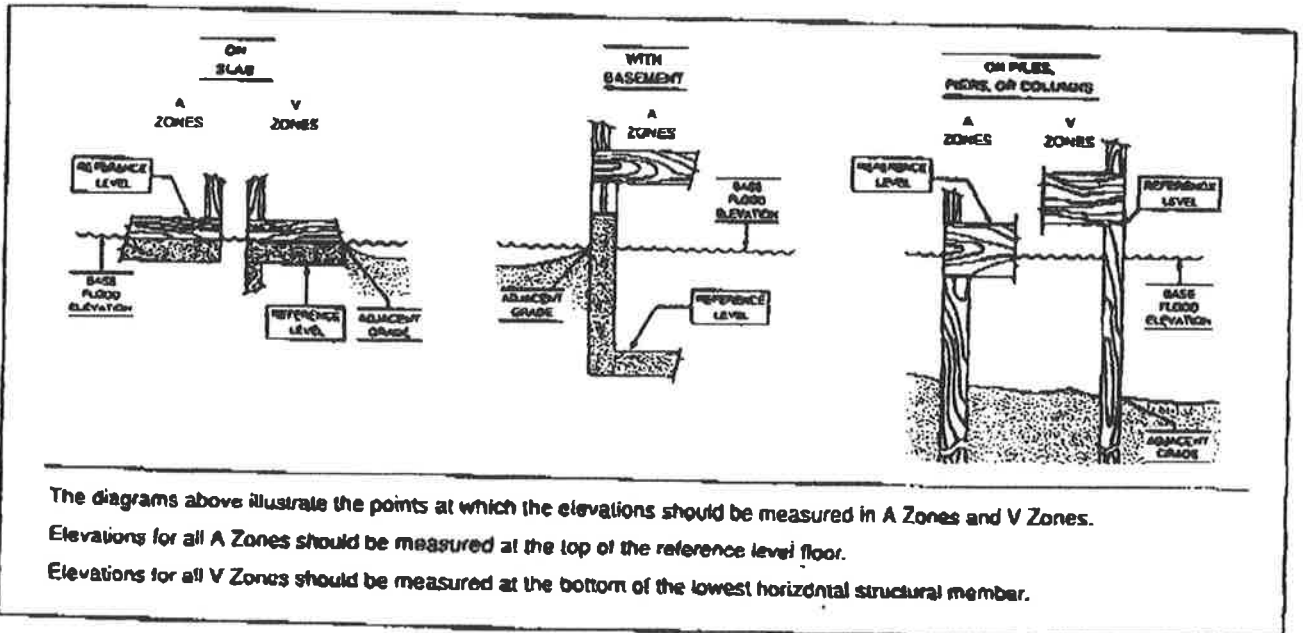 ON
SLAB
A
ZONES
V
ZONES
REFERENCE
LEVEL
BASE
FLOOD
ELEVATION
REFERENCE
LEVEL
ADJACENT
GRADE
WITH
BASEMENT
A
ZONES
BASE
FLOOD
ELEVATION
ADJACENT
GRADE
REFERENCE
LEVEL
ON PILES,
PIERS, OR COLUMNS
A
ZONES
V
ZONES
REFERENCE
LEVEL
REFERENCE
LEVEL
BASE
FLOOD
ELEVATION
ADJACENT
GRADE
The diagrams above illustrate the points at which the elevations should be measured in A Zones and V Zones.
Elevations for all A Zones should be measured at the top of the reference level floor.
Elevations for all V Zones should be measured at the bottom of the lowest horizontal structural member.